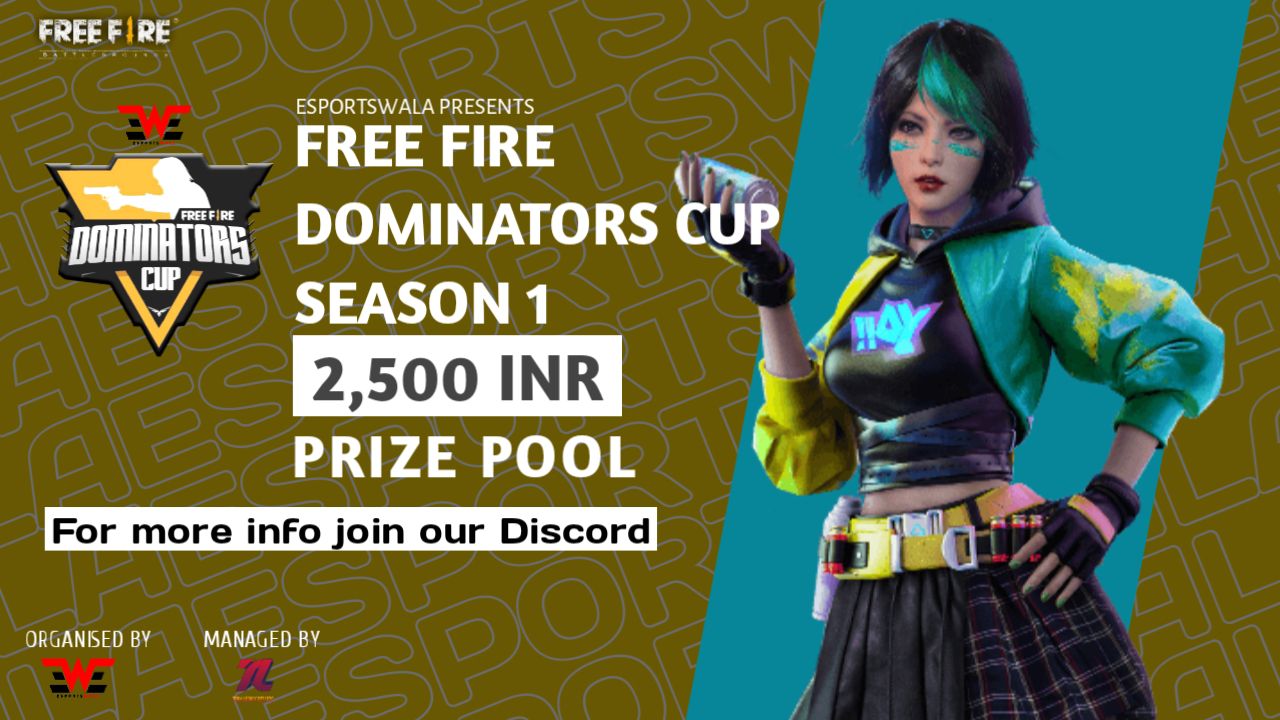 FREE FIRE
BATTLEGROUNDS
ESPORTSWALA PRESENTS
FREE FIRE
DOMINATORS CUP
SEASON 1
2,500 INR
PRIZE POOL
FREE FIRE
DOMINATORS
CUP
For more info join our Discord
ORGANISED BY
MANAGED BY